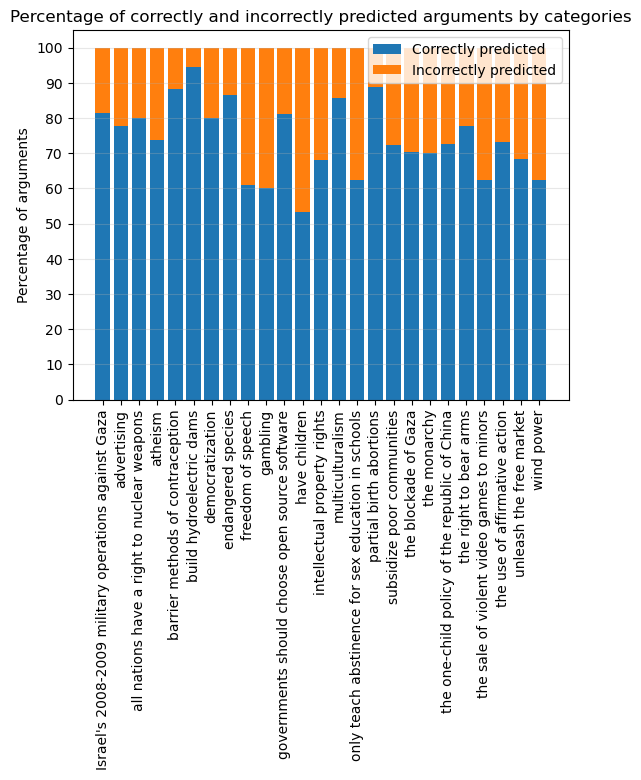 Percentage of correctly and incorrectly predicted arguments by categories
Correctly predicted
Incorrectly predicted
Percentage of arguments
100
90
80
70
60
50
40
30
20
10
0
Israel's 2008-2009 military operations against Gaza
advertising
all nations have a right to nuclear weapons
atheism
barrier methods of contraception
build hydroelectric dams
democratization
endangered species
freedom of speech
gambling
governments should choose open source software
have children
intellectual property rights
multiculturalism
only teach abstinence for sex education in schools
partial birth abortions
subsidize poor communities
the blockade of Gaza
the monarchy
the one-child policy of the republic of China
the right to bear arms
the sale of violent video games to minors
the use of affirmative action
unleash the free market
wind power